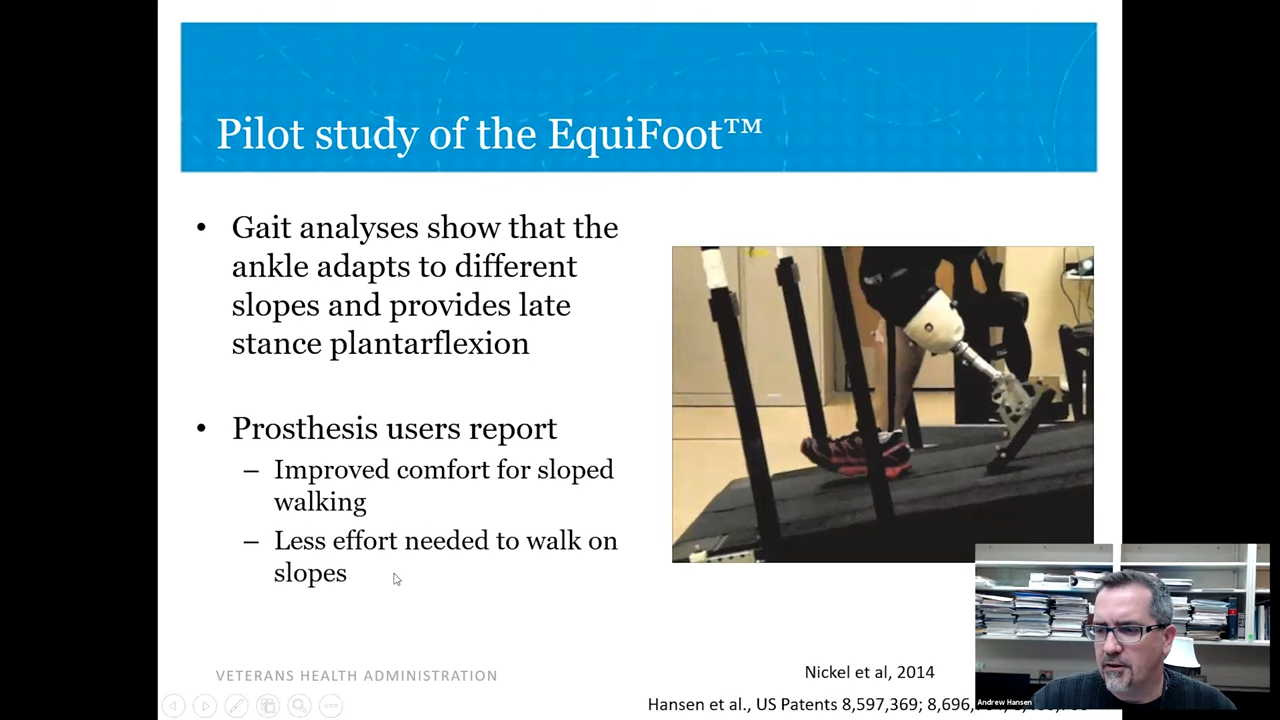 Pilot study of the EquiFoot™
• Gait analyses show that the
ankle adapts to different
slopes and provides late
stance plantarflexion
• Prosthesis users report
– Improved comfort for sloped
walking
– Less effort needed to walk on
slopes
VETERANS HEALTH ADMINISTRATION
Nickel et al, 2014
Hansen et al., US Patents 8,597,369; 8,696,
Andrew Hansen